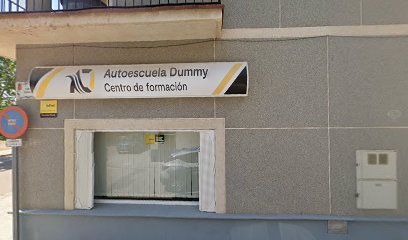 Autoescuela Dummy
Centro de formación